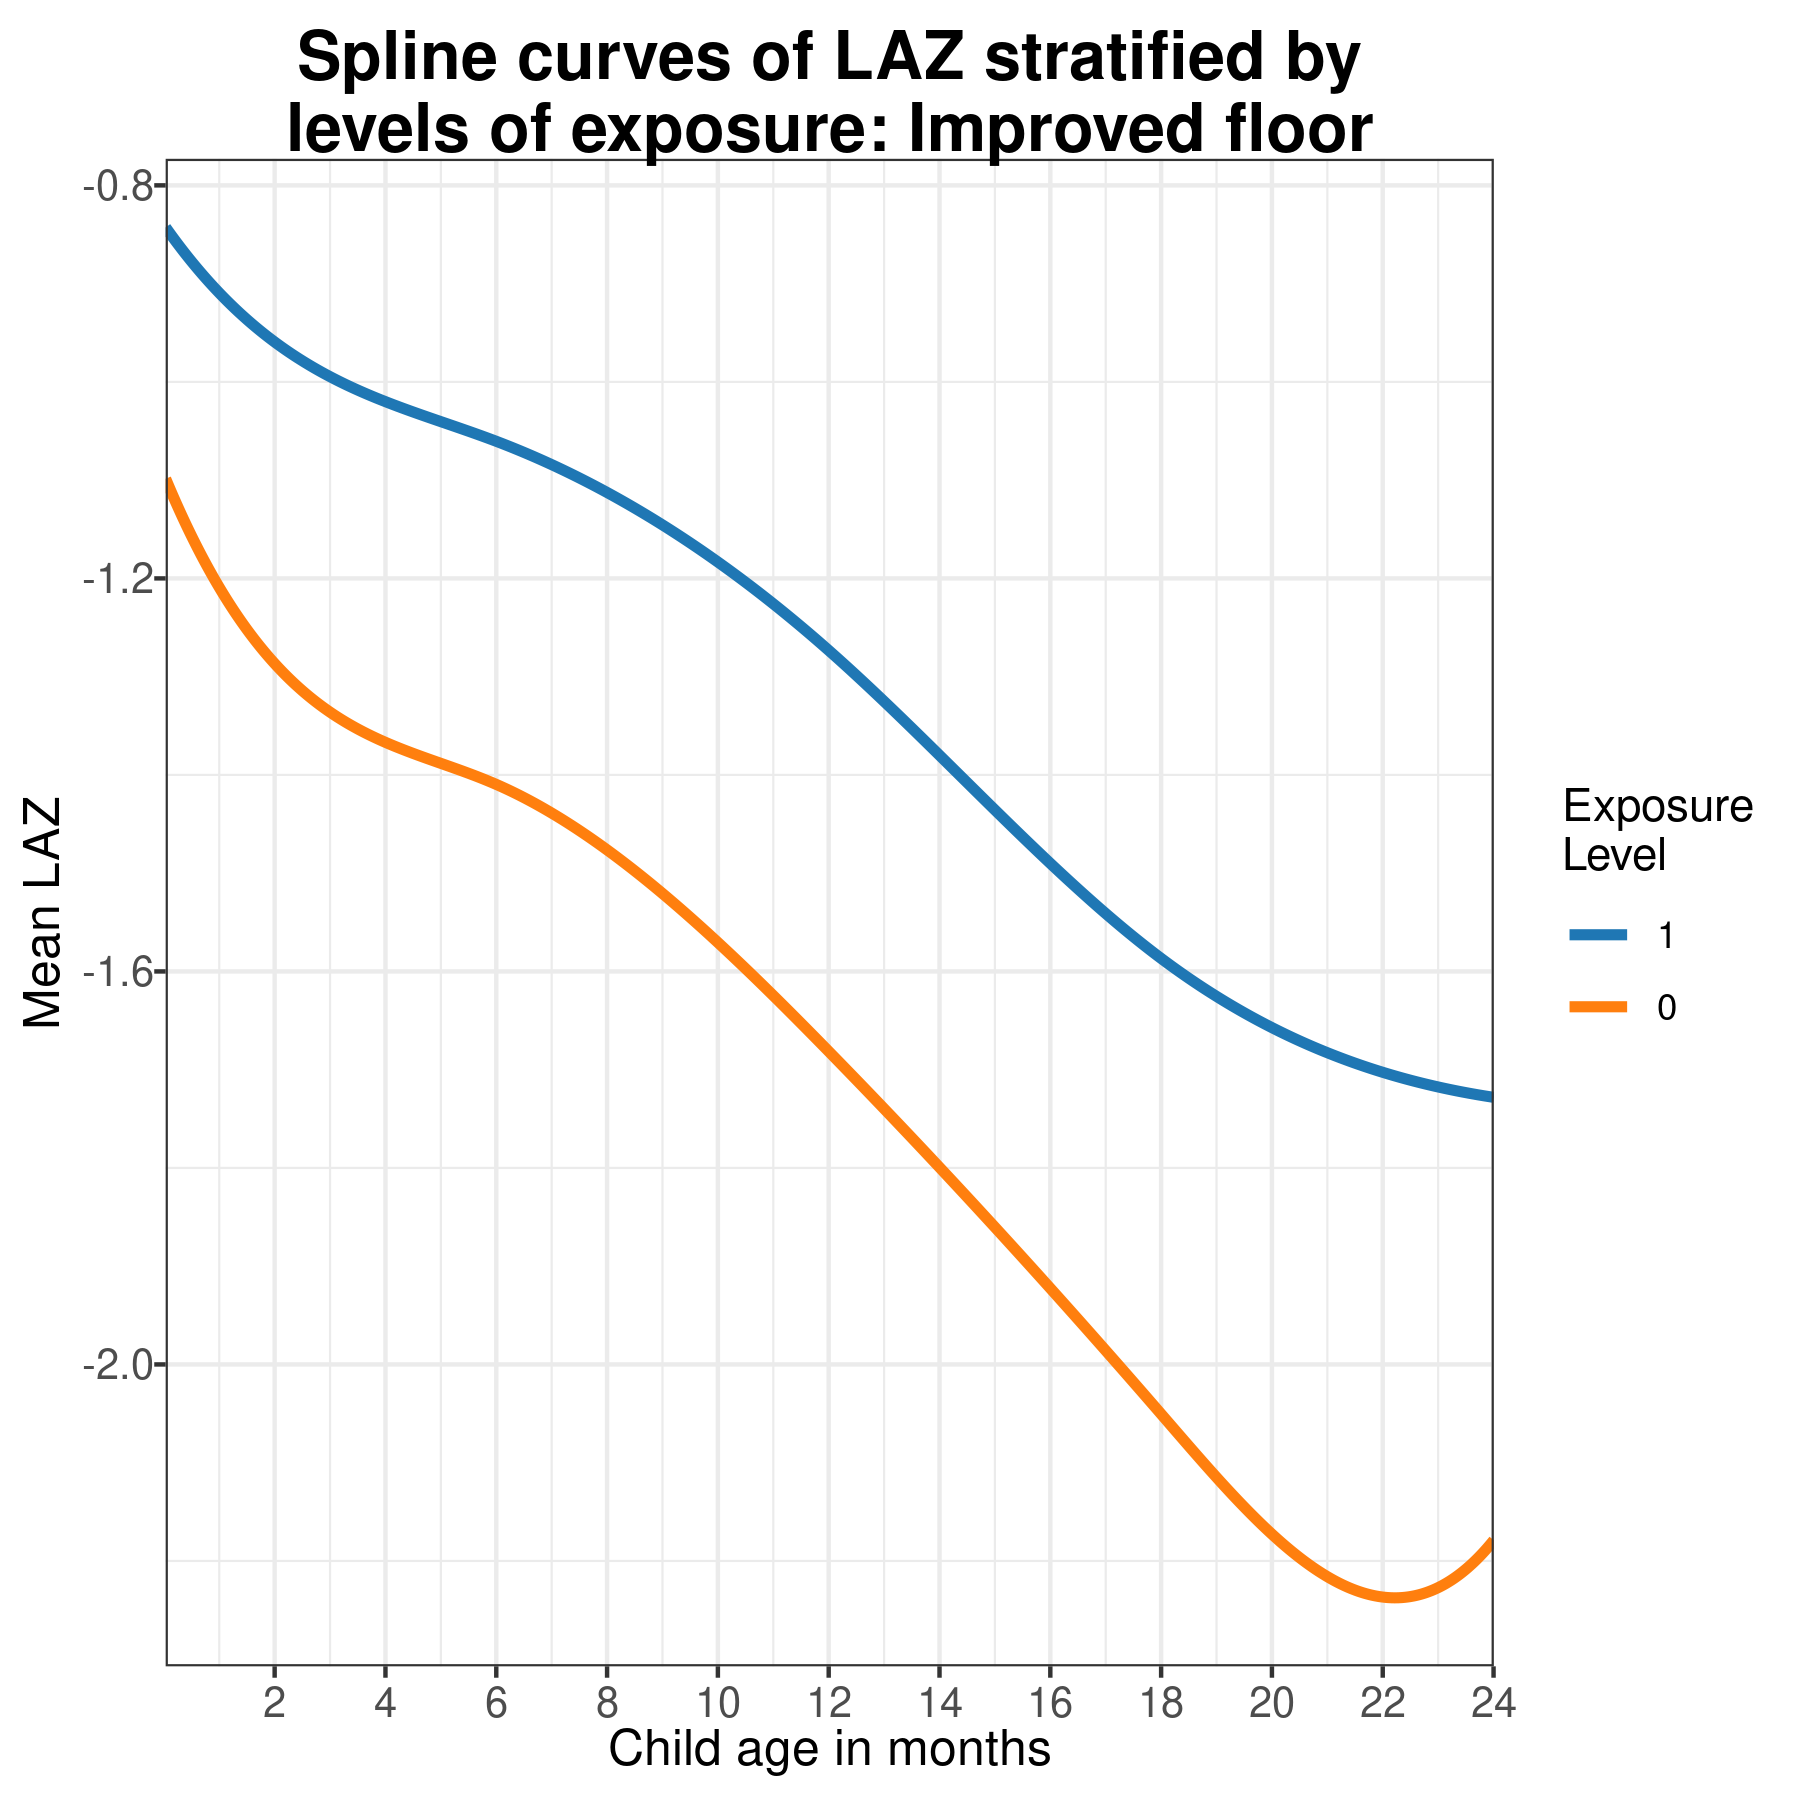 Spline curves of LAZ stratified by
levels of exposure: Improved floor
Mean LAZ
-0.8
-1.2
-1.6
-2.0
2 4 6 8 10 12 14 16 18 20 22 24
Child age in months
Exposure
Level
1
0